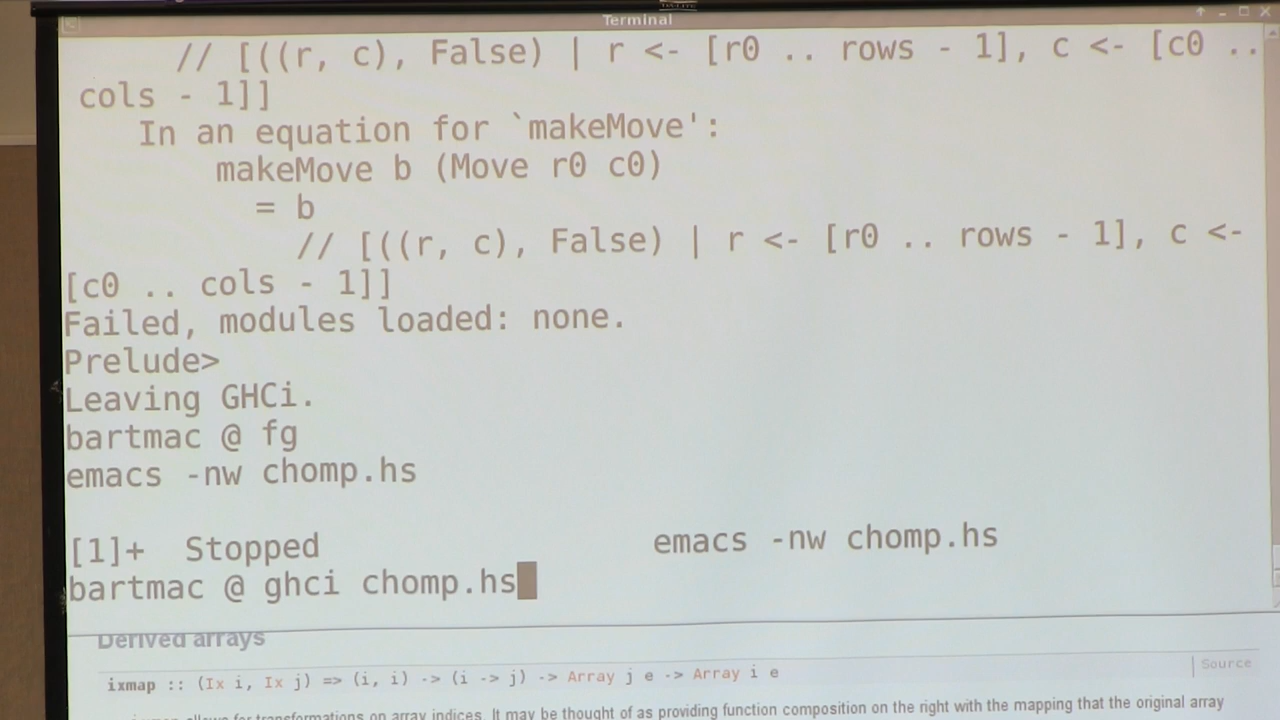 Terminal
// [((r, c), False) | r <- [r0 .. rows - 1], c <- [c0 ..
cols - 1]]
In an equation for `makeMove':
makeMove b (Move r0 c0)
= b
// [((r, c), False) | r <- [r0 .. rows - 1], c <-
[c0 .. cols - 1]]
Failed, modules loaded: none.
Prelude>
Leaving GHCi.
bartmac @ fg
emacs -nw chomp.hs
[1]+ Stopped emacs -nw chomp.hs
bartmac @ ghci chomp.hs
Derived arrays
ixmap :: (Ix i, Ix j) => (i, i) -> (i -> j) -> Array j e -> Array i e
Source
allows for transformations on array indices. It may be thought of as providing function composition on the right with the mapping that the original array